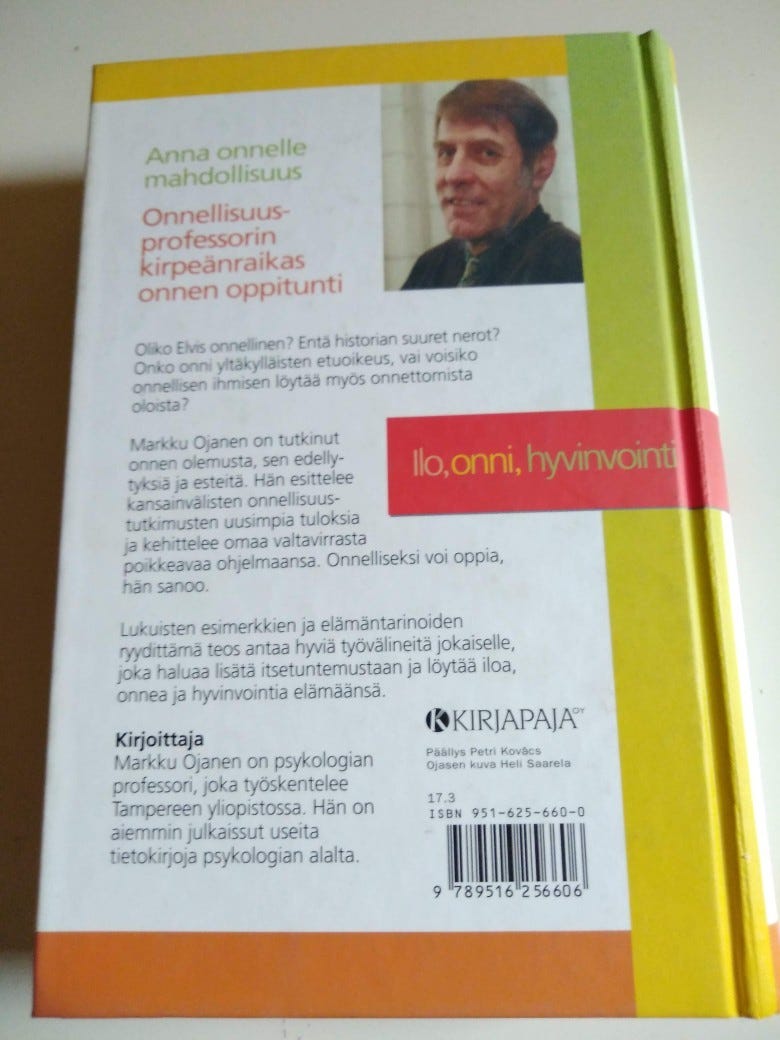 Anna onnelle
mahdollisuus
Onnellisuus-
professorin
kirpeänraikas
onnen oppitunti
Oliko Elvis onnellinen? Entä historian suuret nerot?
Onko onni yltäkylläisten etuoikeus, vai voisiko
onnellisen ihmisen löytää myös onnettomista
oloista?
Ilo, onni, hyvinvointi
Markku Ojanen on tutkinut
onnen olemusta, sen edelly-
tyksiä ja esteitä. Hän esittelee
kansainvälisten onnellisuus-
tutkimusten uusimpia tuloksia
ja kehittelee omaa valtavirrasta
poikkeavaa ohjelmaansa. Onnelliseksi voi oppia,
hän sanoo.
Lukuisten esimerkkien ja elämäntarinoiden
ryydittämä teos antaa hyviä työvälineitä jokaiselle,
joka haluaa lisätä itsetuntemustaan ja löytää iloa,
onnea ja hyvinvointia elämäänsä.
Kirjoittaja
Markku Ojanen on psykologian
professori, joka työskentelee
Tampereen yliopistossa. Hän on
aiemmin julkaissut useita
tietokirjoja psykologian alalta.
KIRJAPAJA OY
Päällys Petri Kovàcs
Ojasen kuva Heli Saarela
17.3
ISBN 951-625-660-0
9 789516 256606